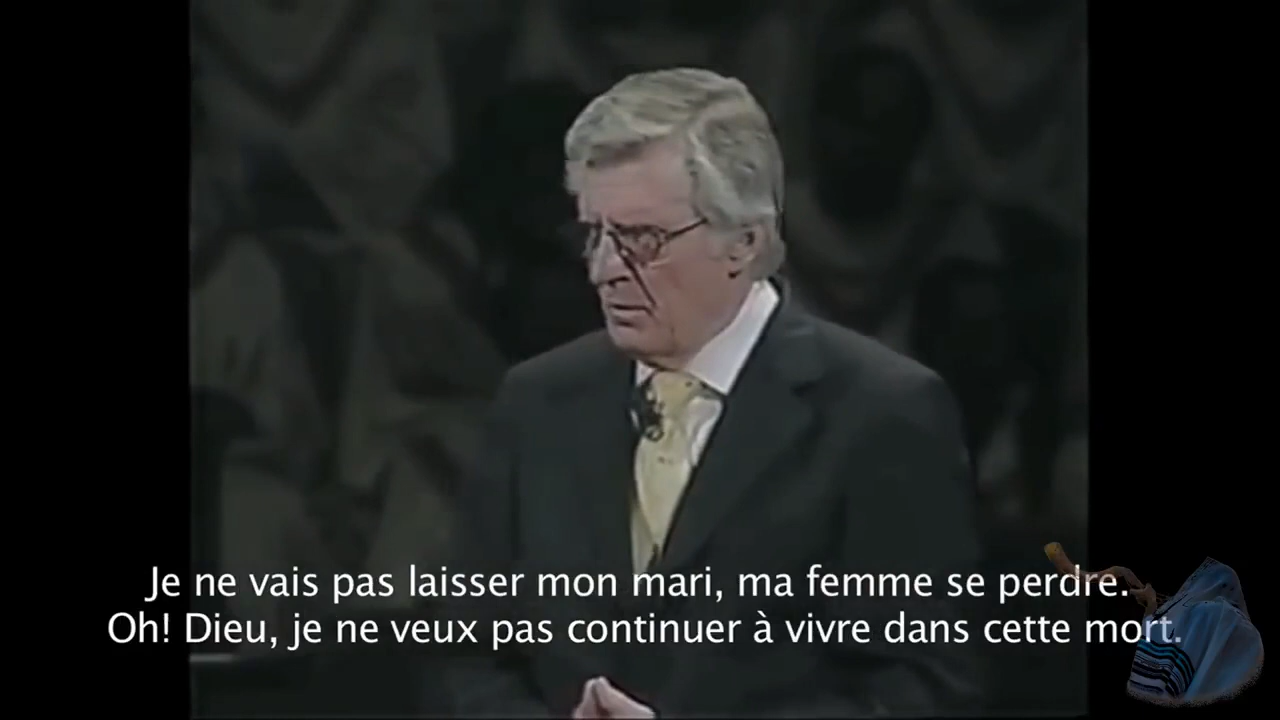 Je ne vais pas laisser mon mari, ma femme se perdre.
Oh! Dieu, je ne veux pas continuer à vivre dans cette mort.